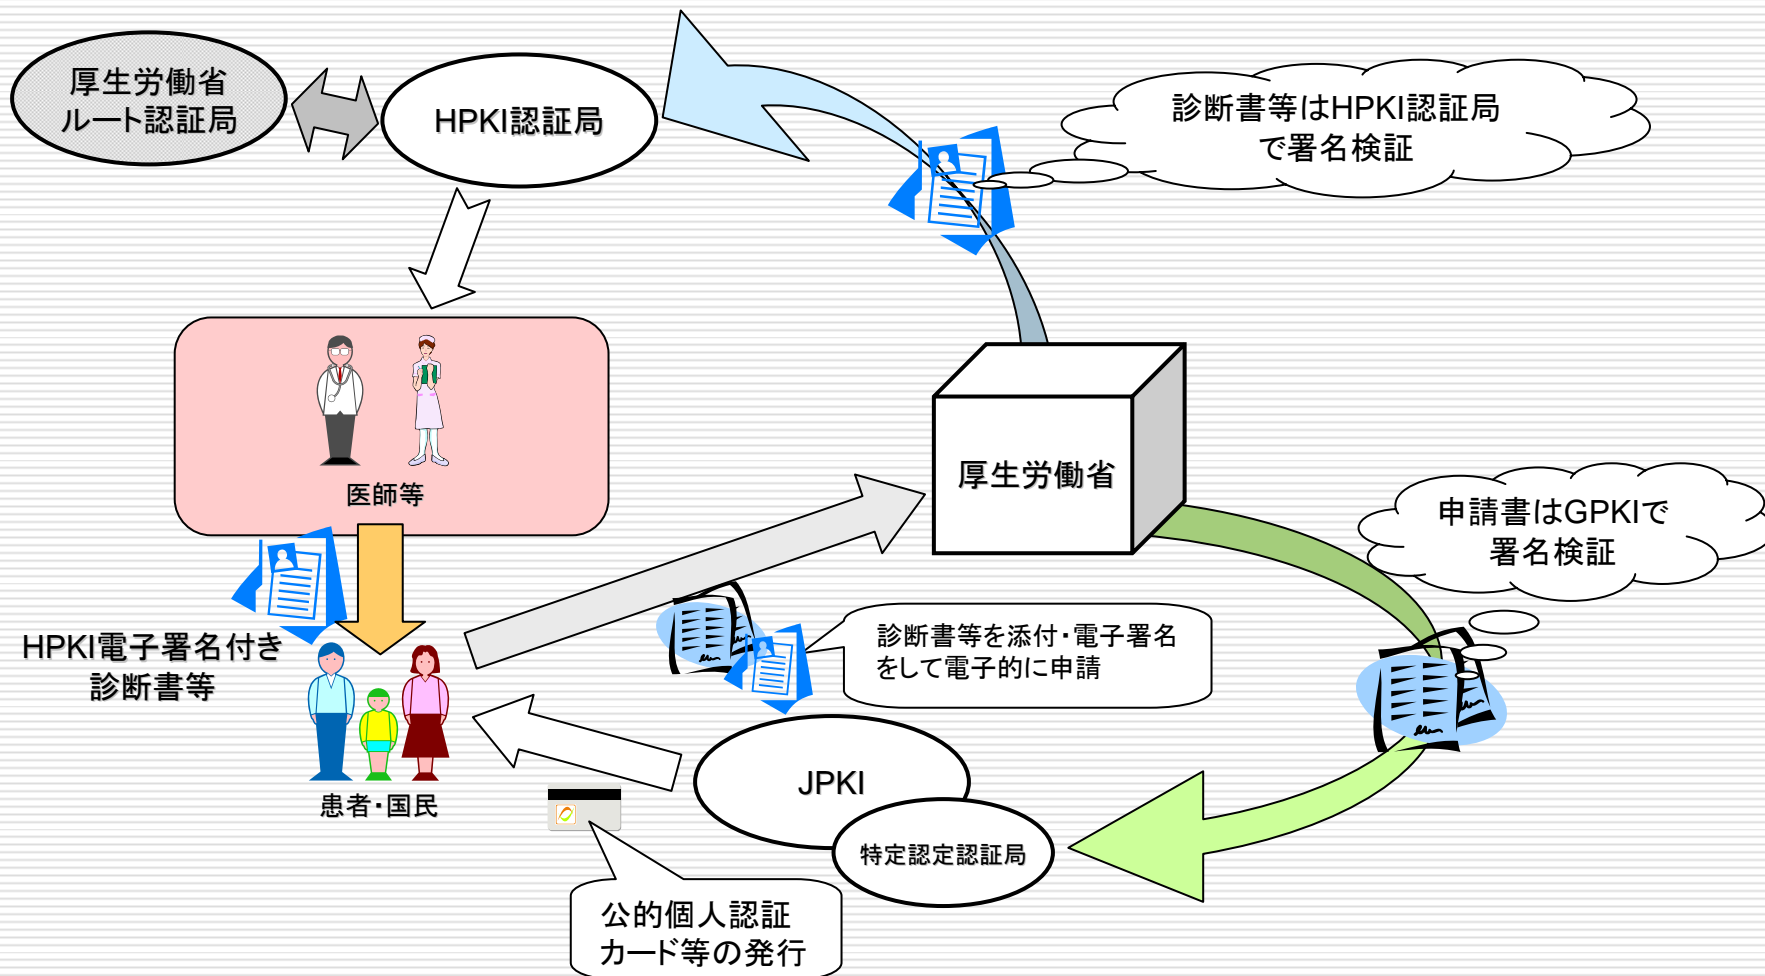 厚生労働省
ルート認証局
HPKI認証局
診断書等はHPKI認証局
で署名検証
医師等
厚生労働省
申請書はGPKIで
署名検証
HPKI電子署名付き
診断書等
診断書等を添付・電子署名
をして電子的に申請
患者・国民
JPKI
特定認定認証局
公的個人認証
カード等の発行